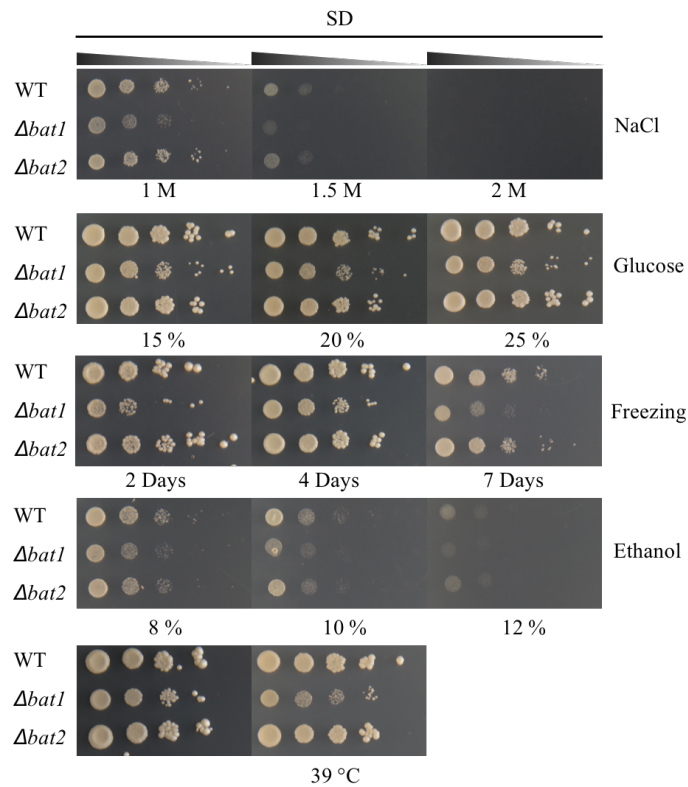 SD
WT
Δbat1
Δbat2
NaCl
1 M
1.5 M
2 M
WT
Δbat1
Δbat2
Glucose
15 %
20 %
25 %
WT
Δbat1
Δbat2
Freezing
2 Days
4 Days
7 Days
WT
Δbat1
Δbat2
Ethanol
8 %
10 %
12 %
WT
Δbat1
Δbat2
39 °C